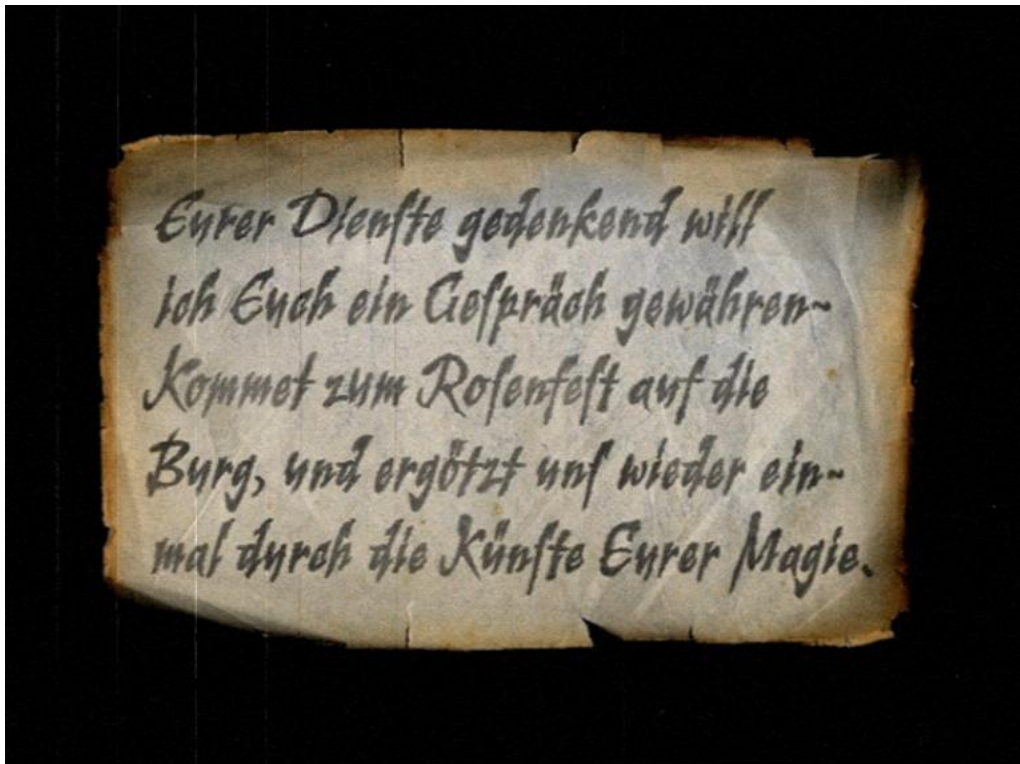 Eurer Dienſte gedenkend will
ich Euch ein Geſpräch gewähren-
Kommet zum Roſenfeſt auf die
Burg, und ergötzt unſ wieder ein-
mal durch die Künſte Eurer Magie.